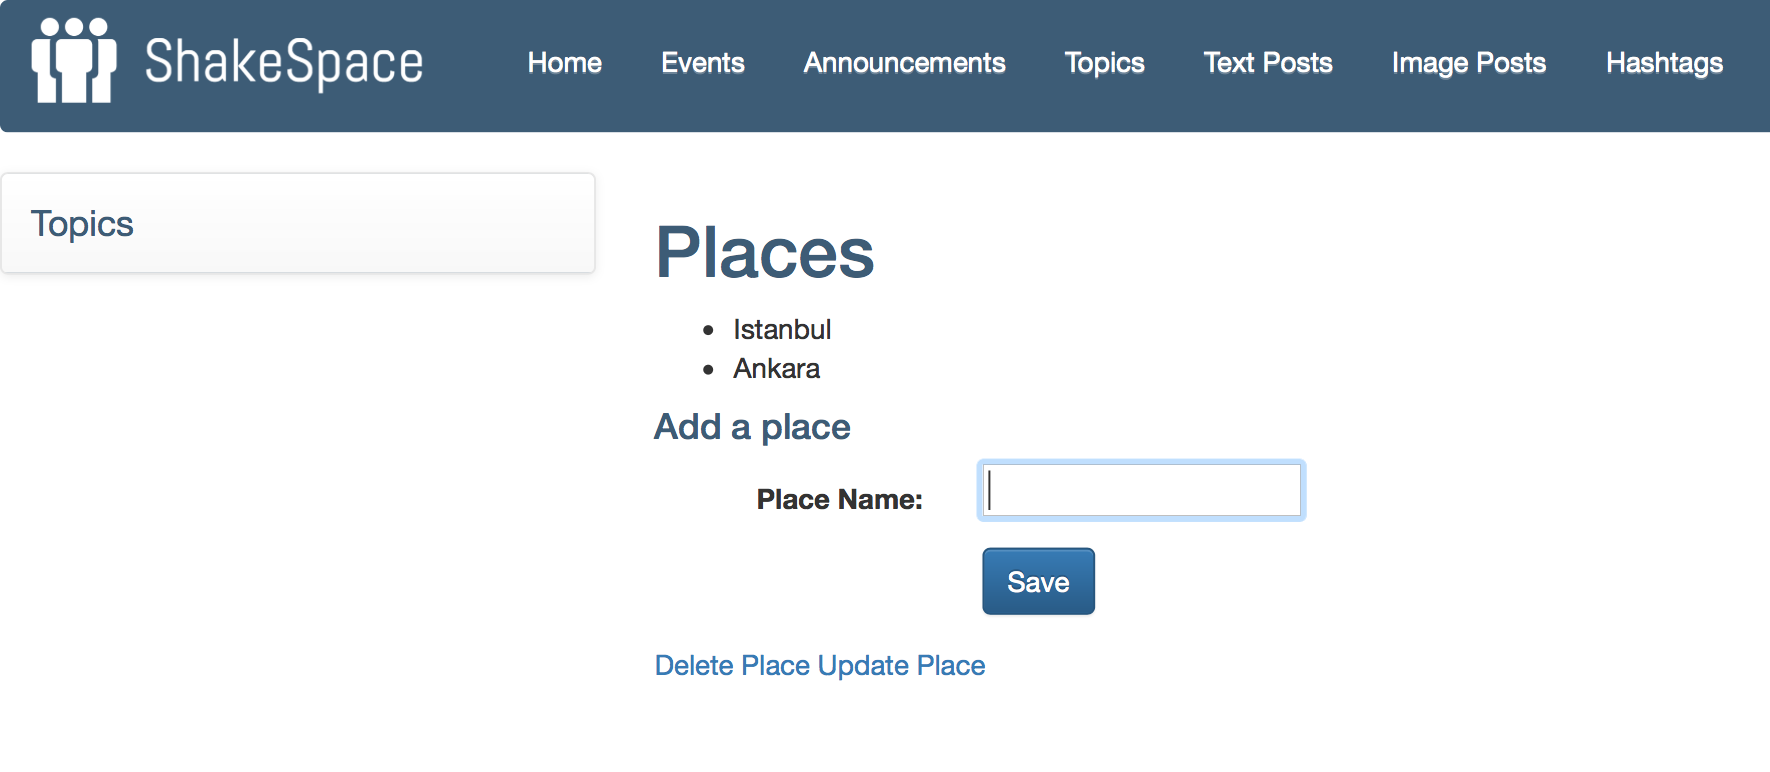 ShakeSpace Home Events Announcements Topics Text Posts Image Posts Hashtags
Topics
Places
Istanbul
Ankara
Add a place
Place Name:
Save
Delete Place Update Place